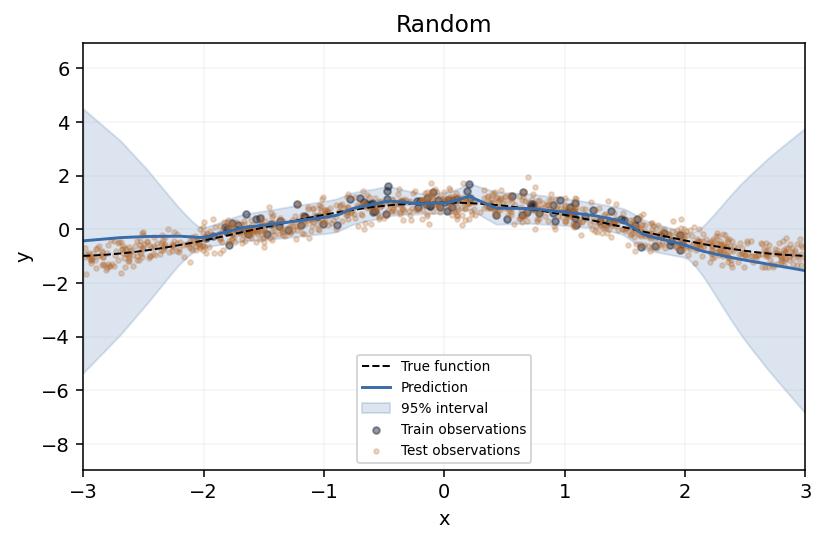 Random
6
4
2
0
−2
−4
−6
−8
y
True function
Prediction
95% interval
Train observations
Test observations
−3
−2
−1
0
1
2
3
x